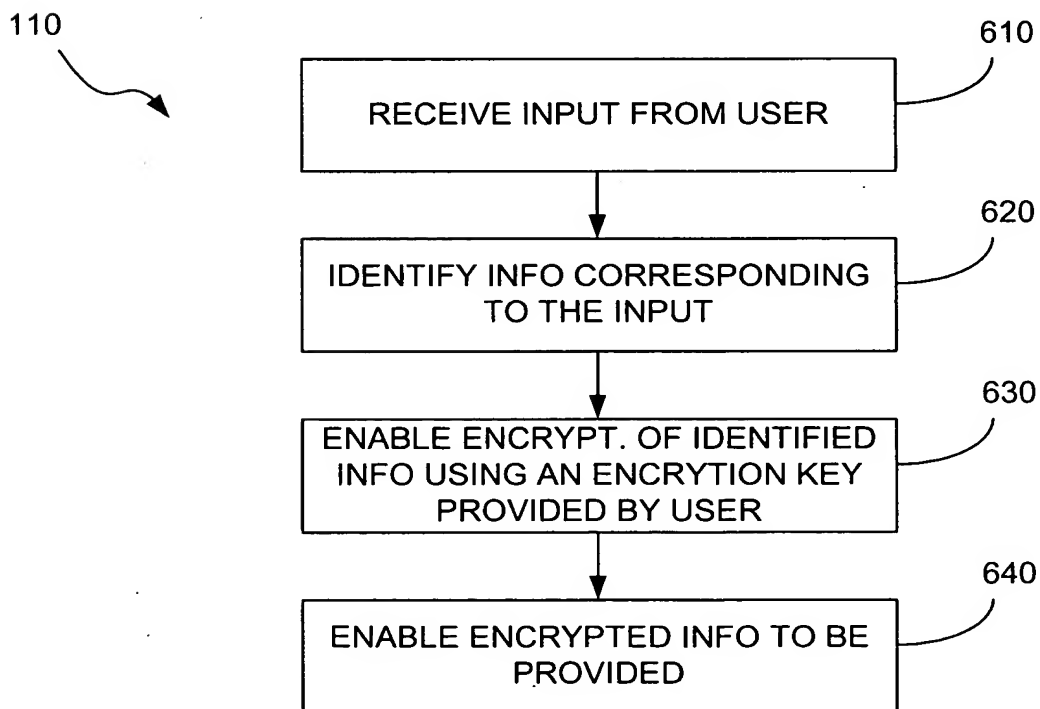 110
610
RECEIVE INPUT FROM USER
620
IDENTIFY INFO CORRESPONDING
TO THE INPUT
630
ENABLE ENCRYPT. OF IDENTIFIED
INFO USING AN ENCRYTION KEY
PROVIDED BY USER
640
ENABLE ENCRYPTED INFO TO BE
PROVIDED